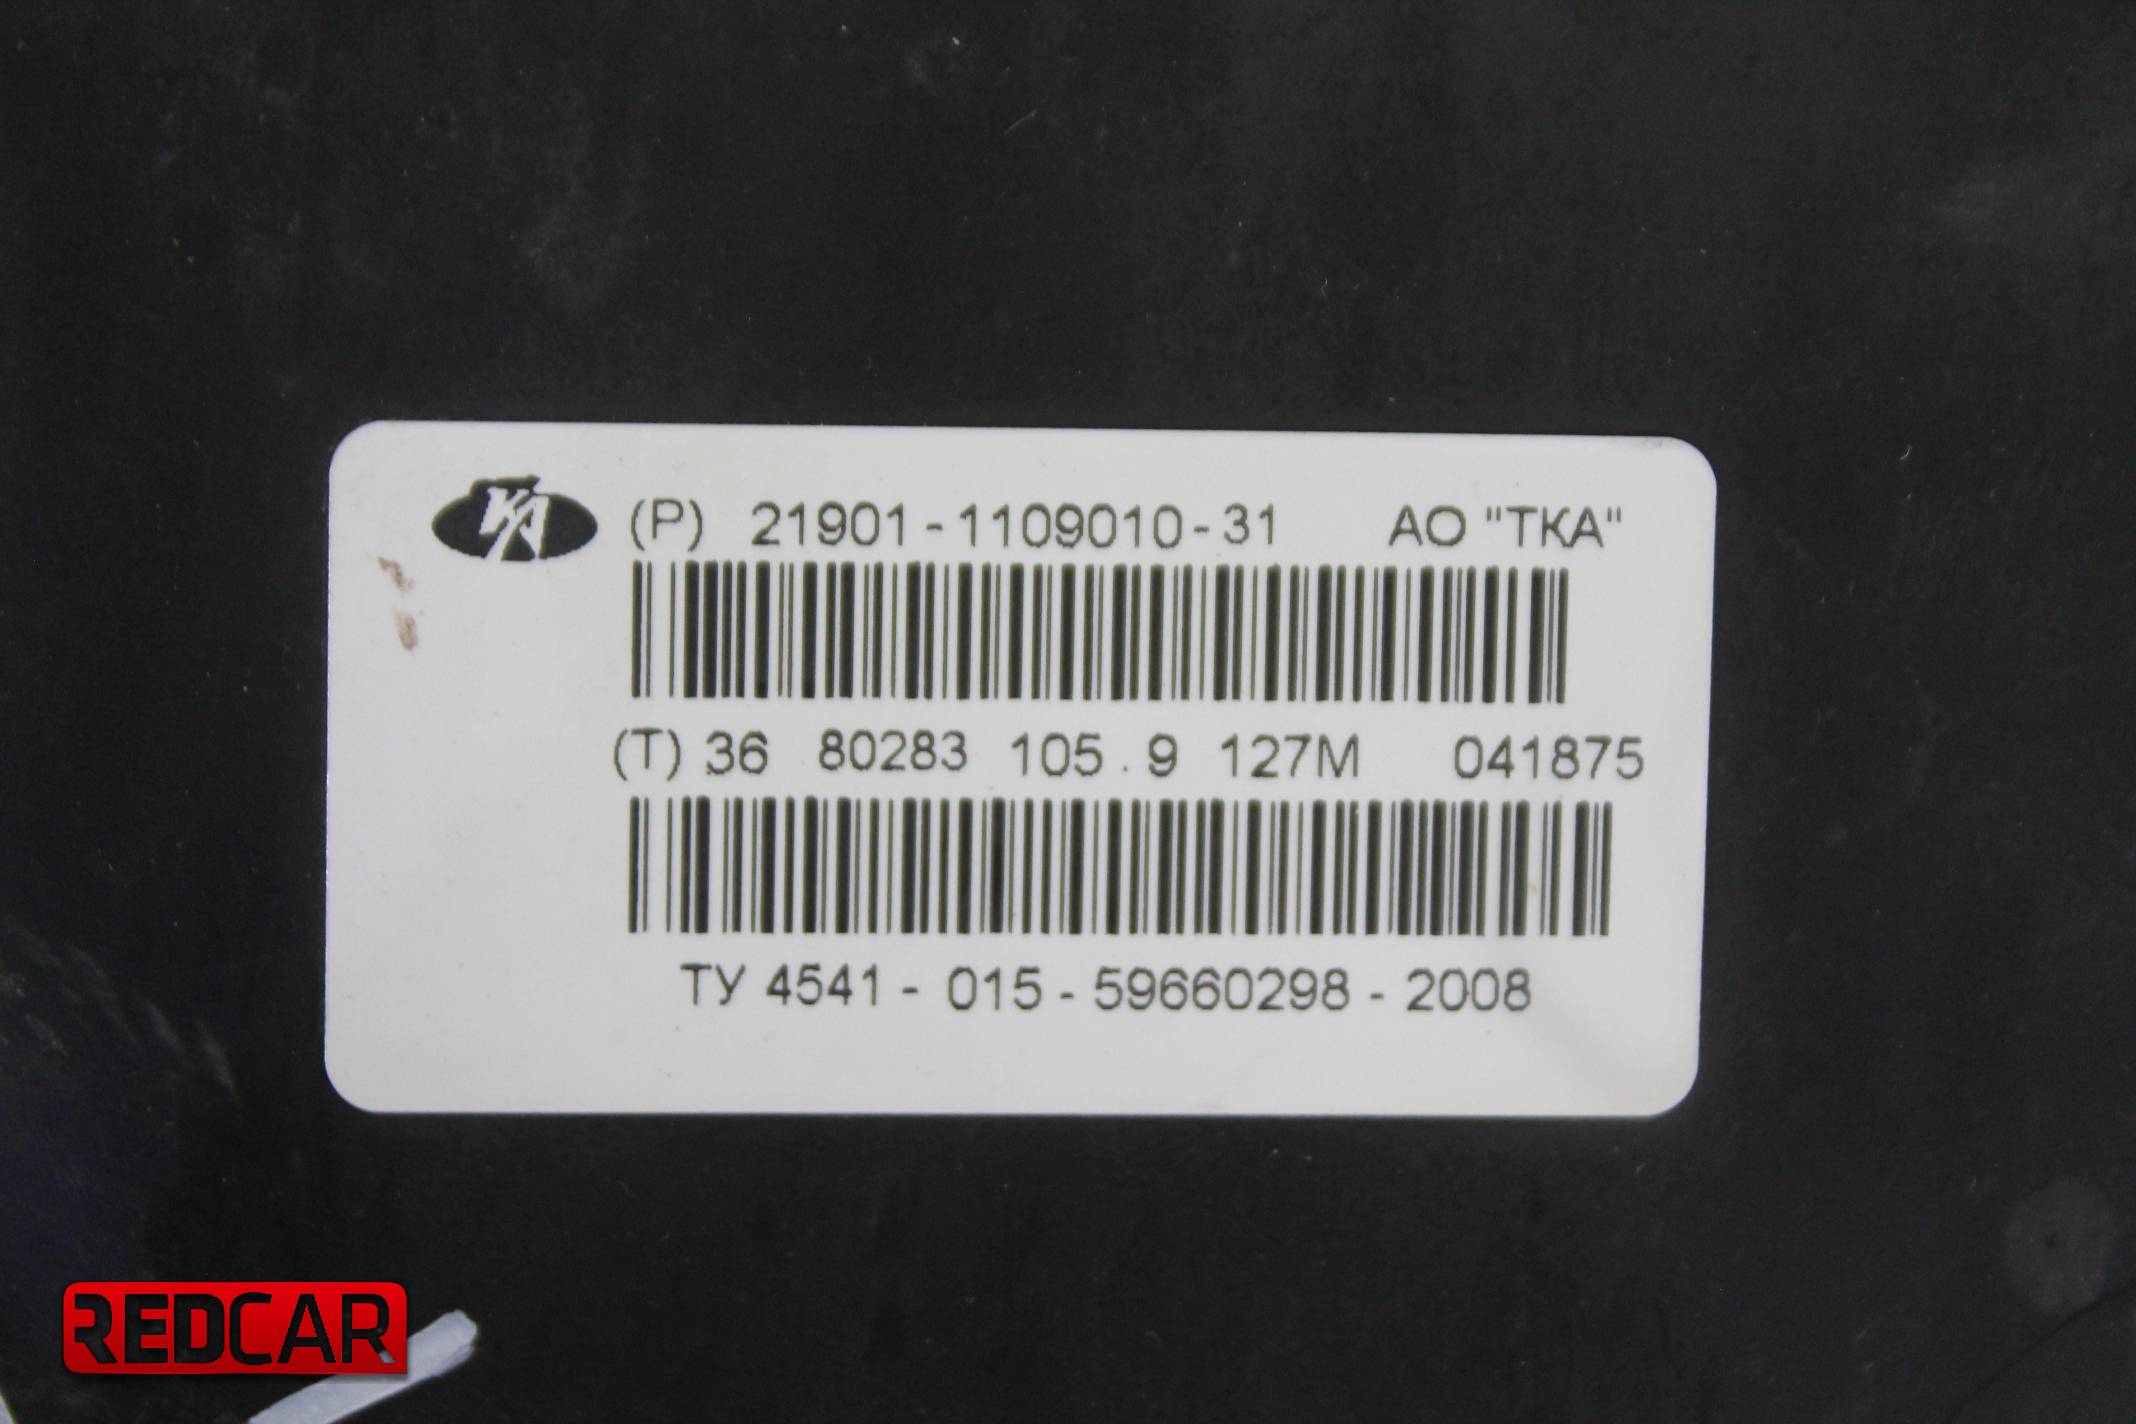 (P) 21901-1109010-31 АО "ТКА"
(T) 36 80283 105.9 127M 041875
ТУ 4541-015-59660298-2008
REDCAR